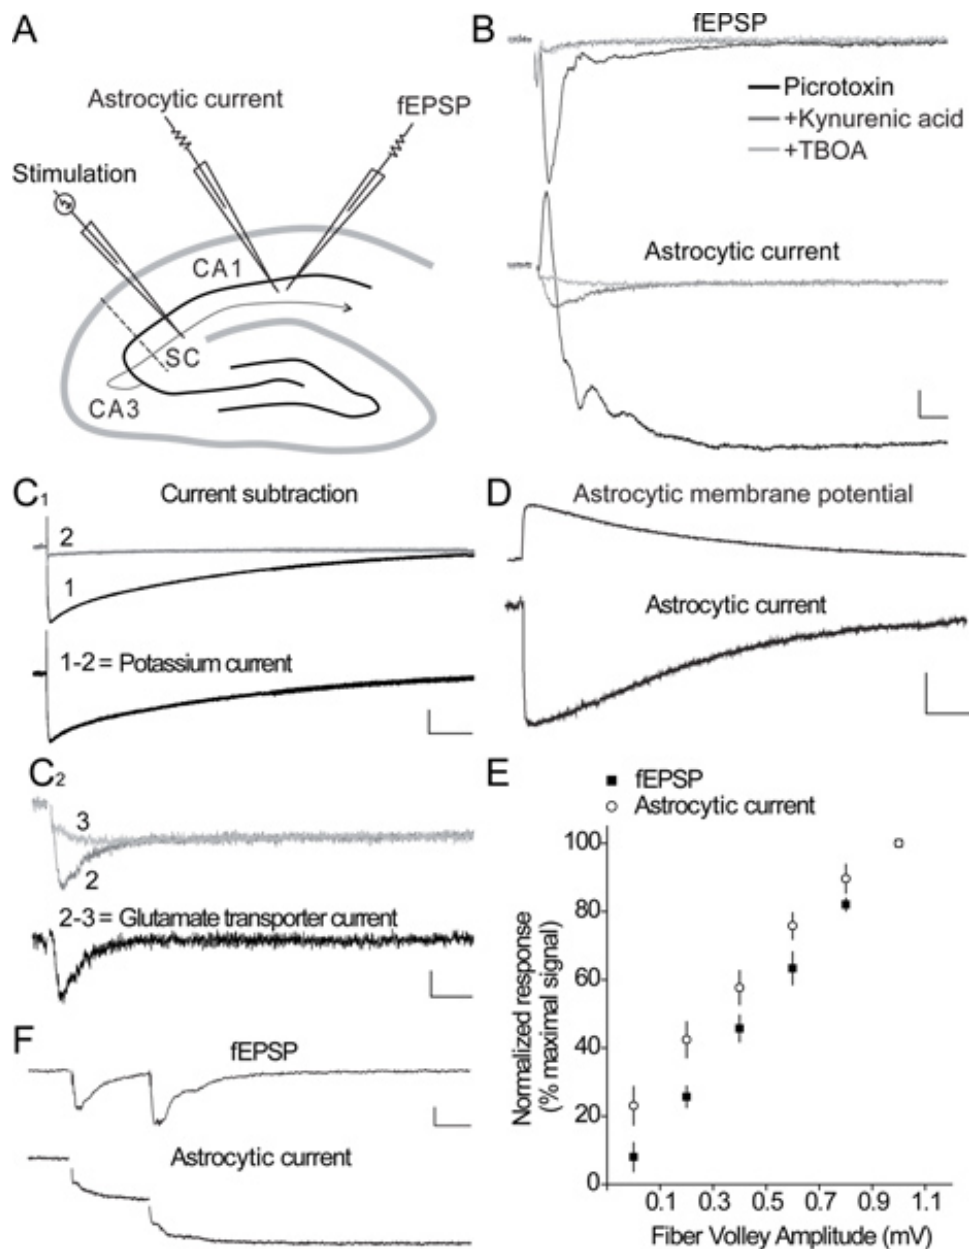 A
Astrocytic current
fEPSP
Stimulation
CA1
SC
CA3
B
fEPSP
Picrotoxin
+Kynurenic acid
+TBOA
Astrocytic current
C1
Current subtraction
2
1
1-2 = Potassium current
C2
3
2
2-3 = Glutamate transporter current
D
Astrocytic membrane potential
Astrocytic current
E
fEPSP
Astrocytic current
Normalized response
(% maximal signal)
100
80
60
40
20
0
0.1 0.3 0.5 0.7 0.9 1.1
Fiber Volley Amplitude (mV)
F
fEPSP
Astrocytic current